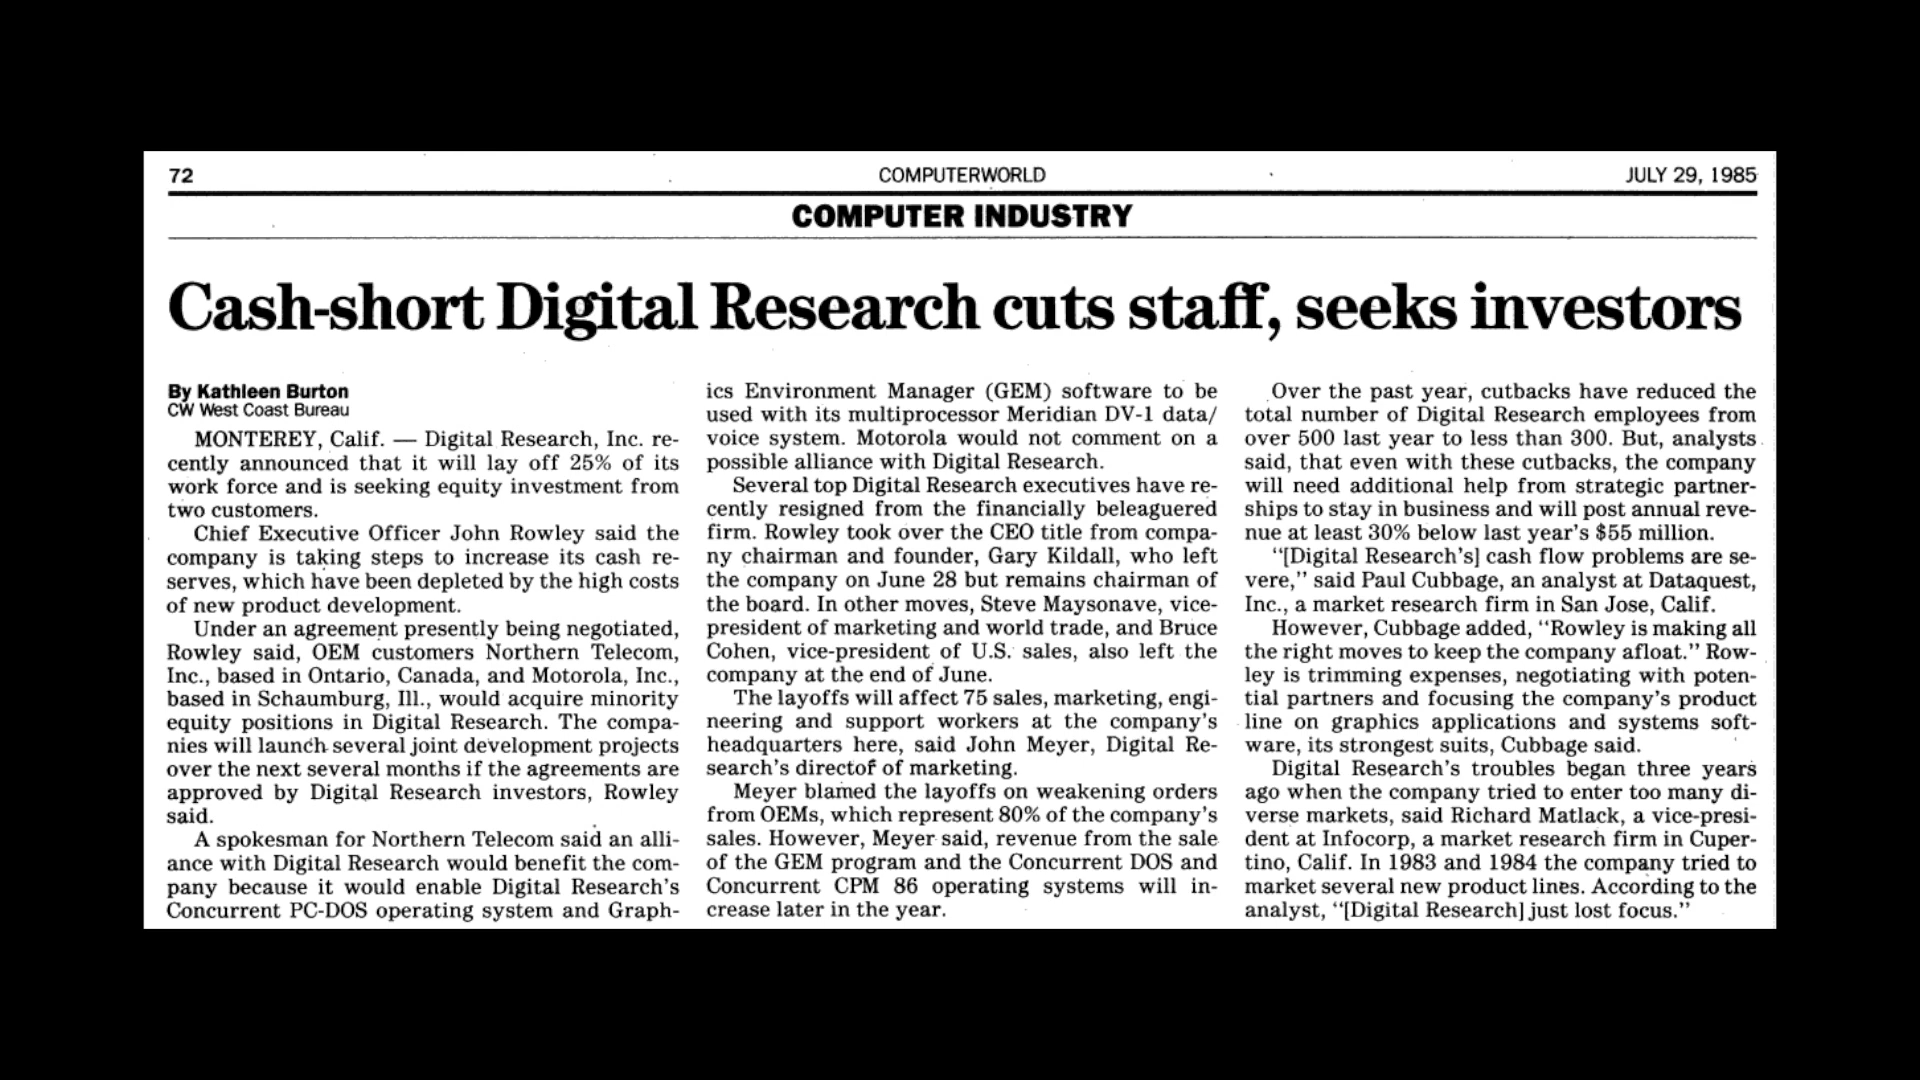 72
COMPUTERWORLD
JULY 29, 1985
COMPUTER INDUSTRY
Cash-short Digital Research cuts staff, seeks investors
By Kathleen Burton
CW West Coast Bureau
MONTEREY, Calif. — Digital Research, Inc. re-
cently announced that it will lay off 25% of its
work force and is seeking equity investment from
two customers.
Chief Executive Officer John Rowley said the
company is taking steps to increase its cash re-
serves, which have been depleted by the high costs
of new product development.
Under an agreement presently being negotiated,
Rowley said, OEM customers Northern Telecom,
Inc., based in Ontario, Canada, and Motorola, Inc.,
based in Schaumburg, Ill., would acquire minority
equity positions in Digital Research. The compa-
nies will launch several joint development projects
over the next several months if the agreements are
approved by Digital Research investors, Rowley
said.
A spokesman for Northern Telecom said an alli-
ance with Digital Research would benefit the com-
pany because it would enable Digital Research's
Concurrent PC-DOS operating system and Graph-
ics Environment Manager (GEM) software to be
used with its multiprocessor Meridian DV-1 data/
voice system. Motorola would not comment on a
possible alliance with Digital Research.
Several top Digital Research executives have re-
cently resigned from the financially beleaguered
firm. Rowley took over the CEO title from compa-
ny chairman and founder, Gary Kildall, who left
the company on June 28 but remains chairman of
the board. In other moves, Steve Maysonave, vice-
president of marketing and world trade, and Bruce
Cohen, vice-president of U.S. sales, also left the
company at the end of June.
The layoffs will affect 75 sales, marketing, engi-
neering and support workers at the company's
headquarters here, said John Meyer, Digital Re-
search's director of marketing.
Meyer blamed the layoffs on weakening orders
from OEMs, which represent 80% of the company's
sales. However, Meyer said, revenue from the sale
of the GEM program and the Concurrent DOS and
Concurrent CPM 86 operating systems will in-
crease later in the year.
Over the past year, cutbacks have reduced the
total number of Digital Research employees from
over 500 last year to less than 300. But, analysts
said, that even with these cutbacks, the company
will need additional help from strategic partner-
ships to stay in business and will post annual reve-
nue at least 30% below last year's $55 million.
"[Digital Research's] cash flow problems are se-
vere," said Paul Cubbage, an analyst at Dataquest,
Inc., a market research firm in San Jose, Calif.
However, Cubbage added, "Rowley is making all
the right moves to keep the company afloat." Row-
ley is trimming expenses, negotiating with poten-
tial partners and focusing the company's product
line on graphics applications and systems soft-
ware, its strongest suits, Cubbage said.
Digital Research's troubles began three years
ago when the company tried to enter too many di-
verse markets, said Richard Matlack, a vice-presi-
dent at Infocorp, a market research firm in Cuper-
tino, Calif. In 1983 and 1984 the company tried to
market several new product lines. According to the
analyst, "[Digital Research] just lost focus."